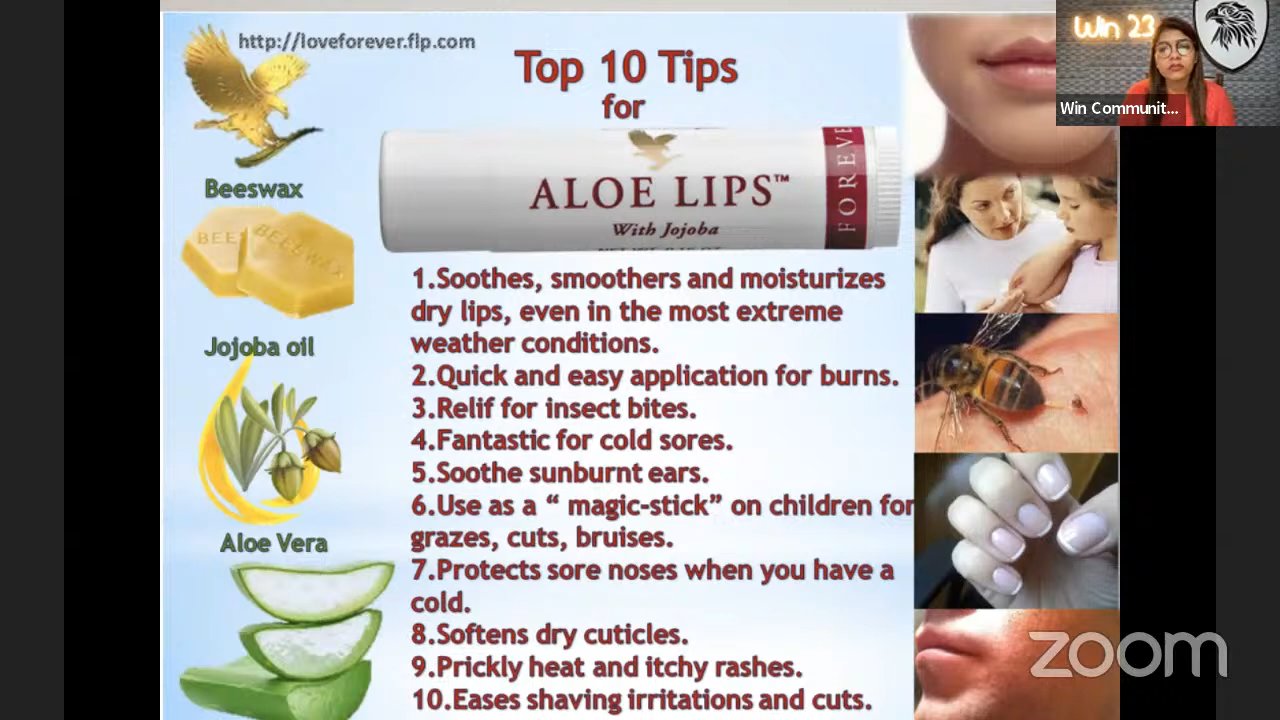 http://loveforever.flp.com
Top 10 Tips
for
Win 23
Win Communit...
Beeswax
BEE
BEESWAX
Jojoba oil
Aloe Vera
FOREVE
ALOE LIPS™
With Jojoba
1.Soothes, smoothers and moisturizes
dry lips, even in the most extreme
weather conditions.
2.Quick and easy application for burns.
3.Relif for insect bites.
4.Fantastic for cold sores.
5.Soothe sunburnt ears.
6.Use as a “ magic-stick” on children for
grazes, cuts, bruises.
7.Protects sore noses when you have a
cold.
8.Softens dry cuticles.
9.Prickly heat and itchy rashes.
10.Eases shaving irritations and cuts.
zoom